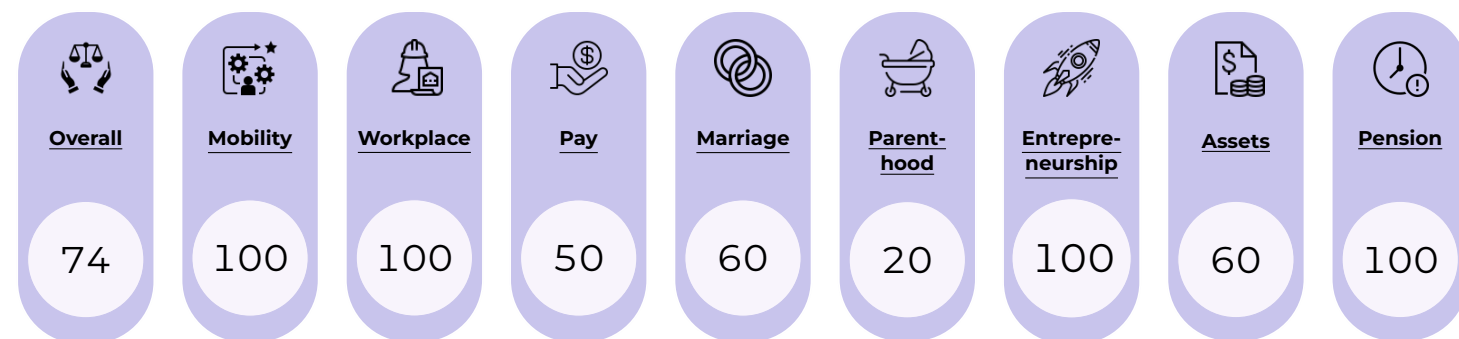 Overall
Mobility
Workplace
Pay
Marriage
Parent-
hood
Entrepre-
neurship
Assets
Pension
74
100
100
50
60
20
100
60
100